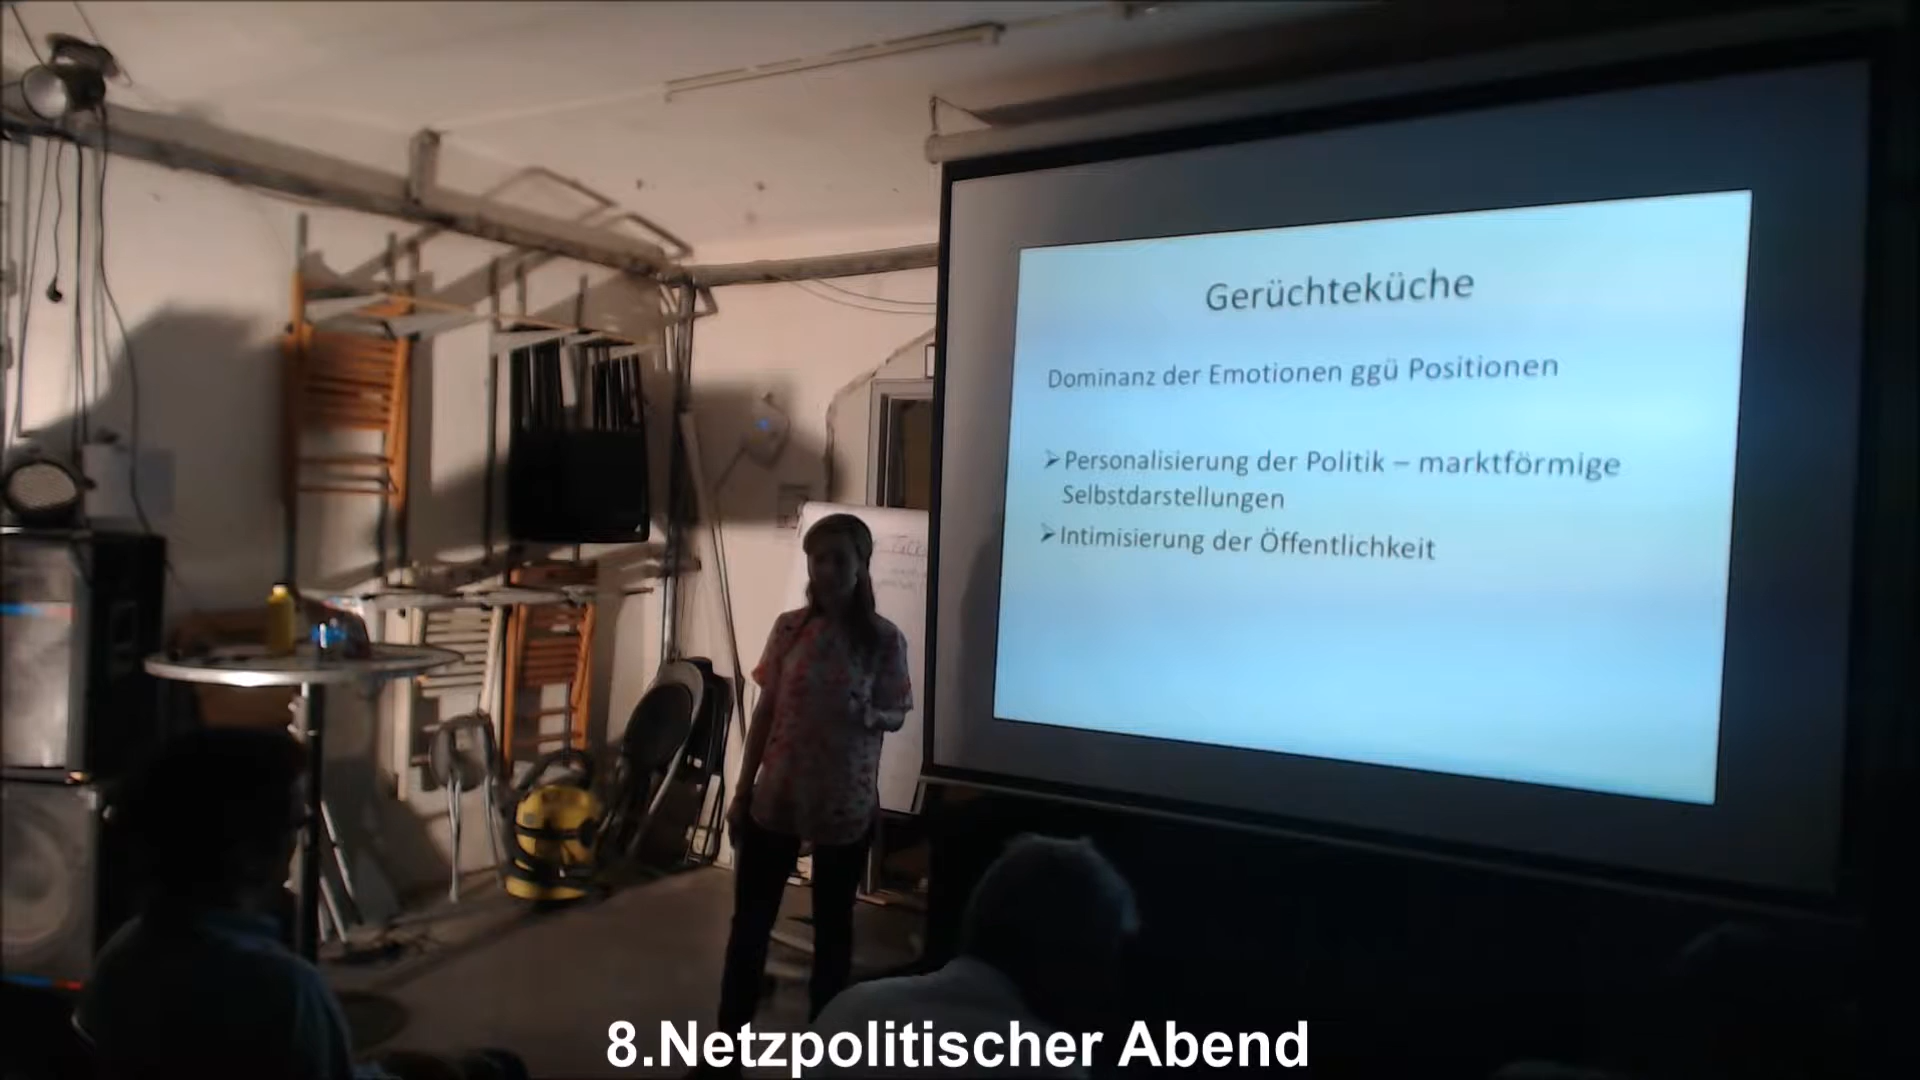 Gerüchteküche
Dominanz der Emotionen ggü Positionen
➢Personalisierung der Politik – marktförmige
Selbstdarstellungen
➢Intimisierung der Öffentlichkeit
8.Netzpolitischer Abend